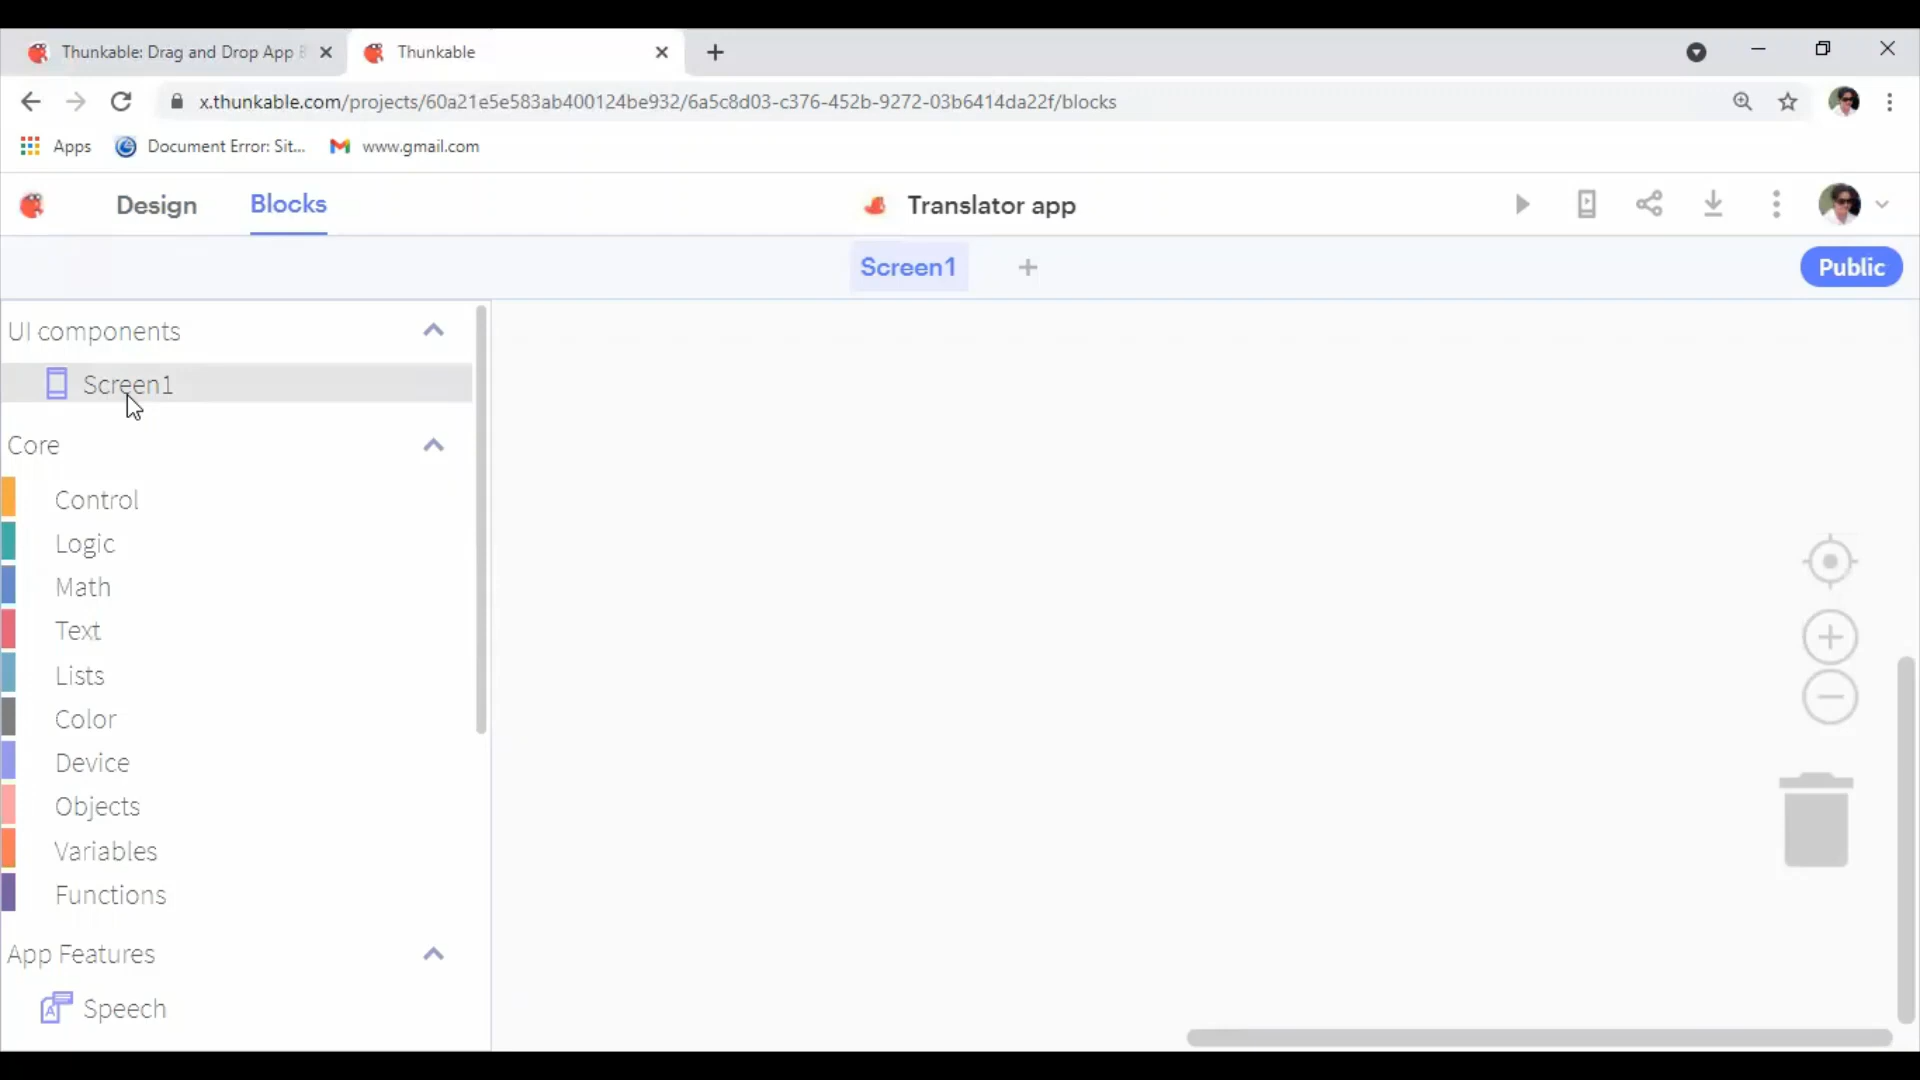 Thunkable: Drag and Drop App B
Thunkable
x.thunkable.com/projects/60a21e5e583ab400124be932/6a5c8d03-c376-452b-9272-03b6414da22f/blocks
Apps
Document Error: Sit...
www.gmail.com
Design
Blocks
Translator app
Screen1
Public
UI components
Screen1
Core
Control
Logic
Math
Text
Lists
Color
Device
Objects
Variables
Functions
App Features
A
Speech